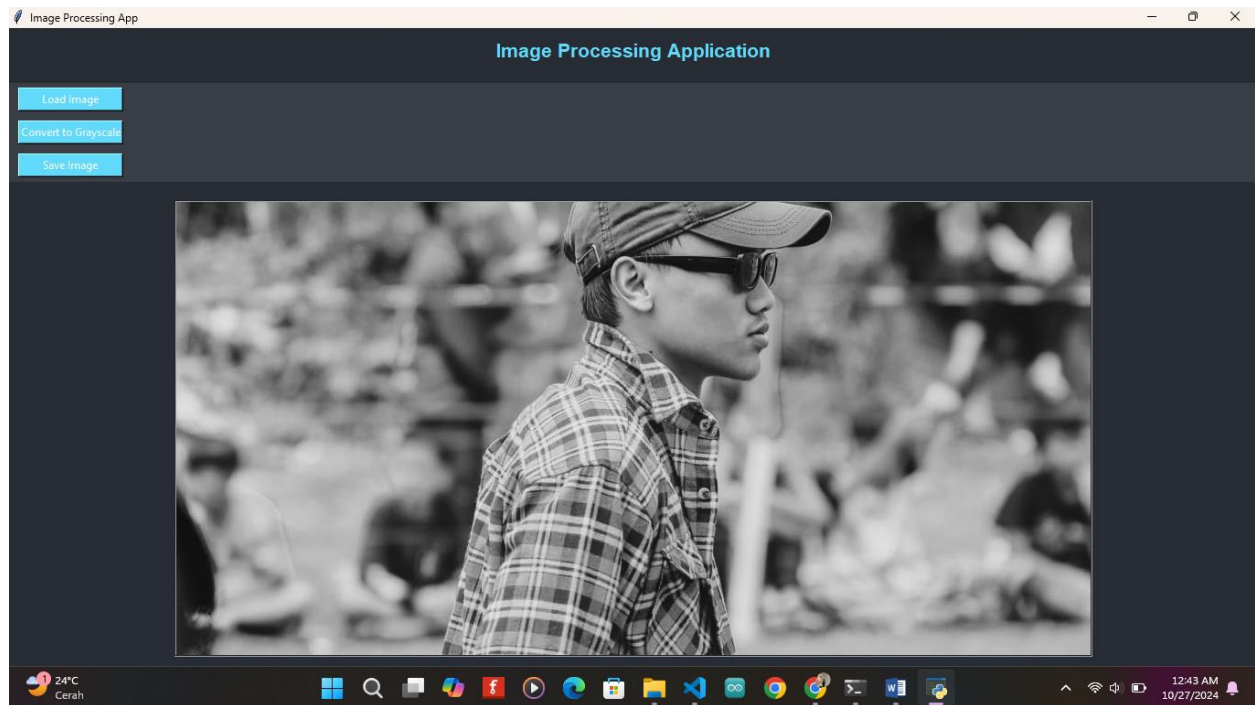 Image Processing App
Image Processing Application
Load Image
Convert to Grayscale
Save Image
1
24°C
Cerah
12:43 AM
10/27/2024